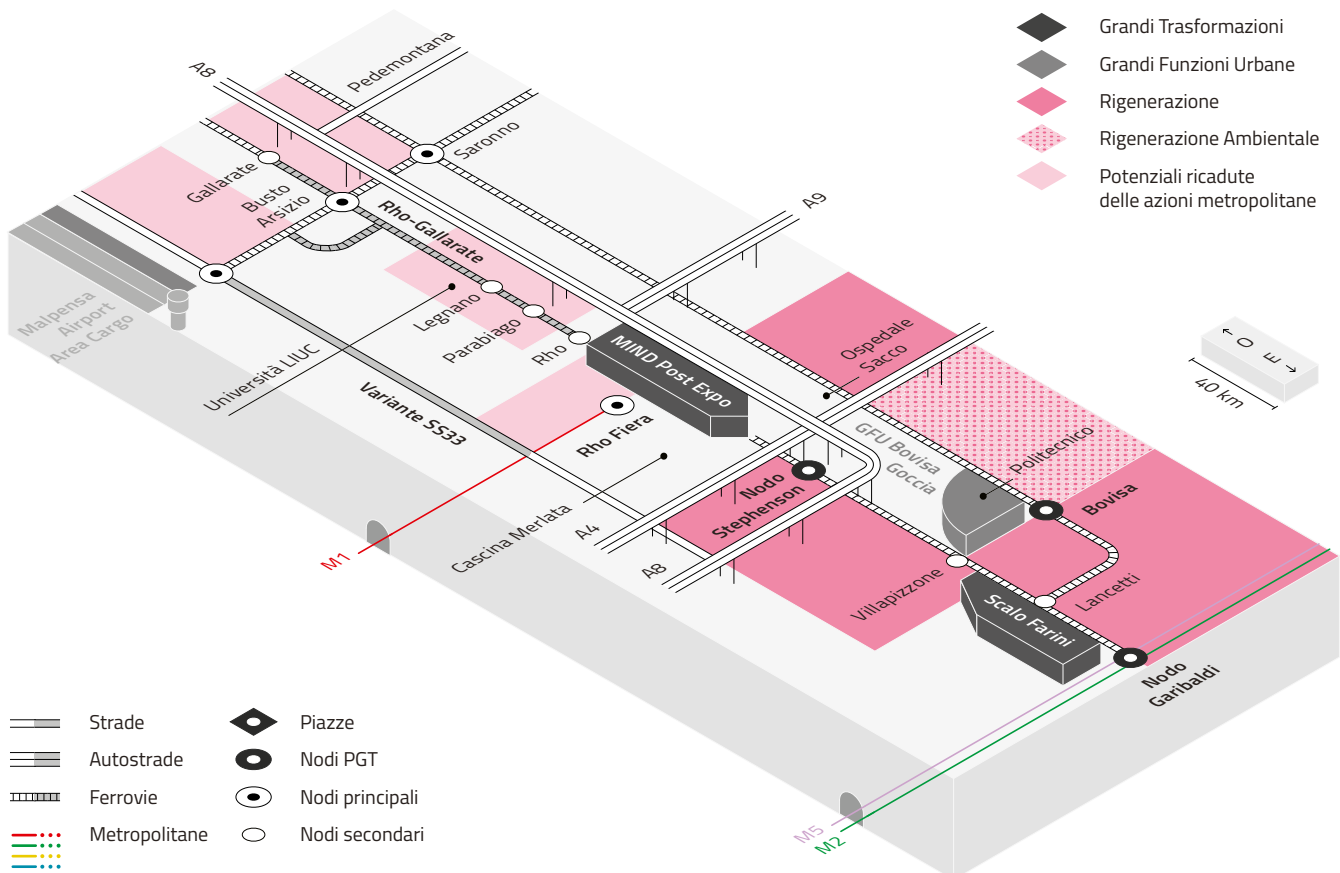 Grandi Trasformazioni
Grandi Funzioni Urbane
Rigenerazione
Rigenerazione Ambientale
Potenziali ricadute
delle azioni metropolitane
A8
Pedemontana
Saronno
Gallarate
Busto
Arsizio
Rho-Gallarate
A9
Malpensa
Airport
Area Cargo
Università LIUC
Legnano
Parabiago
Rho
MIND Post Expo
Ospedale
Sacco
O E
40 km
Variante SS33
Rho Fiera
GFU Bovisa
Goccia
Politecnico
Bovisa
Nodo
Stephenson
M1
Cascina Merlata
A4
A8
Villapizzone
Lancetti
Scalo Farini
Nodo
Garibaldi
M5
M2
Strade
Autostrade
Ferrovie
Metropolitane
Piazze
Nodi PGT
Nodi principali
Nodi secondari